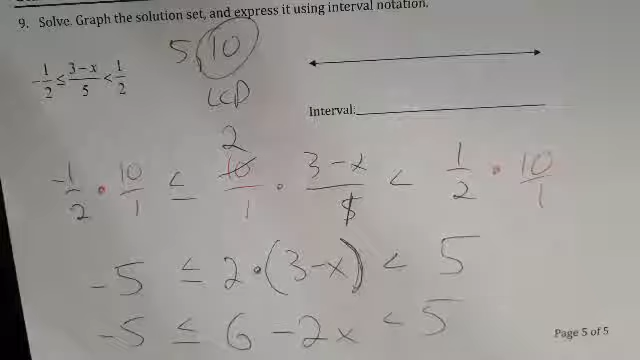 9. Solve. Graph the solution set, and express it using interval notation.
-1/2 ≤ (3-x)/5 < 1/2
5, 10
LCD
Interval:
2
-1/2 · 10/1 ≤ 10/1 · (3-x)/5 < 1/2 · 10/1
-5 ≤ 2·(3-x) < 5
-5 ≤ 6 -2x < 5
Page 5 of 5